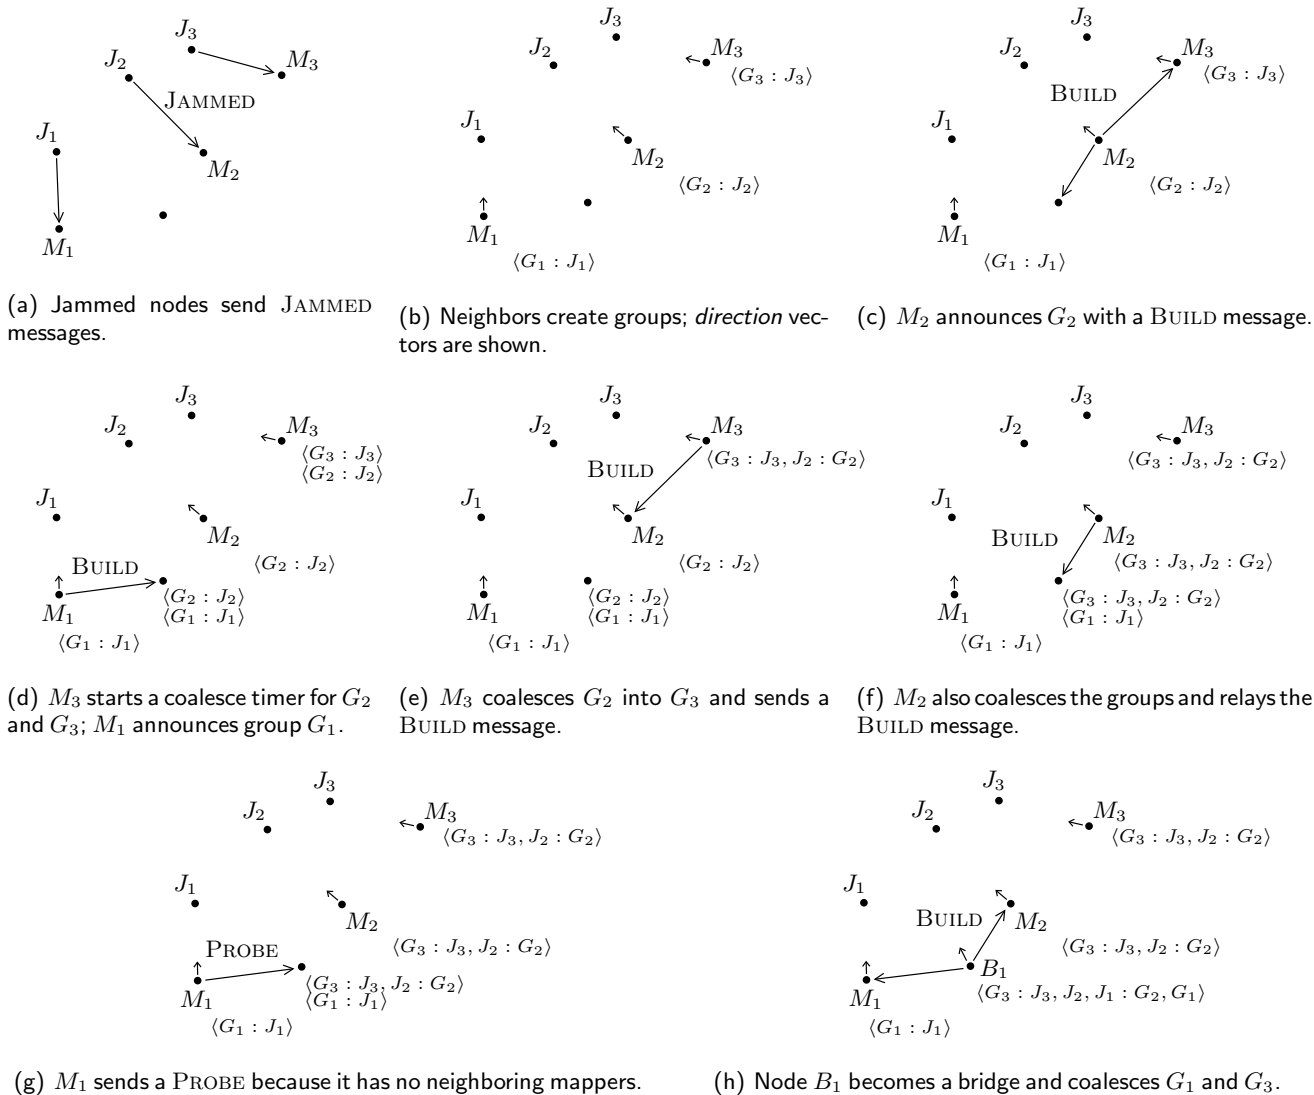 J₃
J₂
M₃
JAMMED
J₁
M₂
M₁
(a) Jammed nodes send JAMMED
messages.
J₃
J₂
M₃
⟨G₃ : J₃⟩
J₁
M₂
⟨G₂ : J₂⟩
M₁
⟨G₁ : J₁⟩
(b) Neighbors create groups; direction vec-
tors are shown.
J₃
J₂
M₃
⟨G₃ : J₃⟩
BUILD
J₁
M₂
⟨G₂ : J₂⟩
M₁
⟨G₁ : J₁⟩
(c) M₂ announces G₂ with a BUILD message.
J₃
J₂
M₃
⟨G₃ : J₃⟩
⟨G₂ : J₂⟩
J₁
M₂
⟨G₂ : J₂⟩
BUILD
⟨G₂ : J₂⟩
⟨G₁ : J₁⟩
M₁
⟨G₁ : J₁⟩
(d) M₃ starts a coalesce timer for G₂
and G₃; M₁ announces group G₁.
J₃
J₂
M₃
⟨G₃ : J₃, J₂ : G₂⟩
BUILD
J₁
M₂
⟨G₂ : J₂⟩
⟨G₂ : J₂⟩
⟨G₁ : J₁⟩
M₁
⟨G₁ : J₁⟩
(e) M₃ coalesces G₂ into G₃ and sends a
BUILD message.
J₃
J₂
M₃
⟨G₃ : J₃, J₂ : G₂⟩
J₁
BUILD
M₂
⟨G₃ : J₃, J₂ : G₂⟩
⟨G₃ : J₃, J₂ : G₂⟩
⟨G₁ : J₁⟩
M₁
⟨G₁ : J₁⟩
(f) M₂ also coalesces the groups and relays the
BUILD message.
J₃
J₂
M₃
⟨G₃ : J₃, J₂ : G₂⟩
J₁
M₂
⟨G₃ : J₃, J₂ : G₂⟩
PROBE
⟨G₃ : J₃, J₂ : G₂⟩
⟨G₁ : J₁⟩
M₁
⟨G₁ : J₁⟩
(g) M₁ sends a PROBE because it has no neighboring mappers.
J₃
J₂
M₃
⟨G₃ : J₃, J₂ : G₂⟩
J₁
BUILD
M₂
⟨G₃ : J₃, J₂ : G₂⟩
B₁
⟨G₃ : J₃, J₂, J₁ : G₂, G₁⟩
M₁
⟨G₁ : J₁⟩
(h) Node B₁ becomes a bridge and coalesces G₁ and G₃.